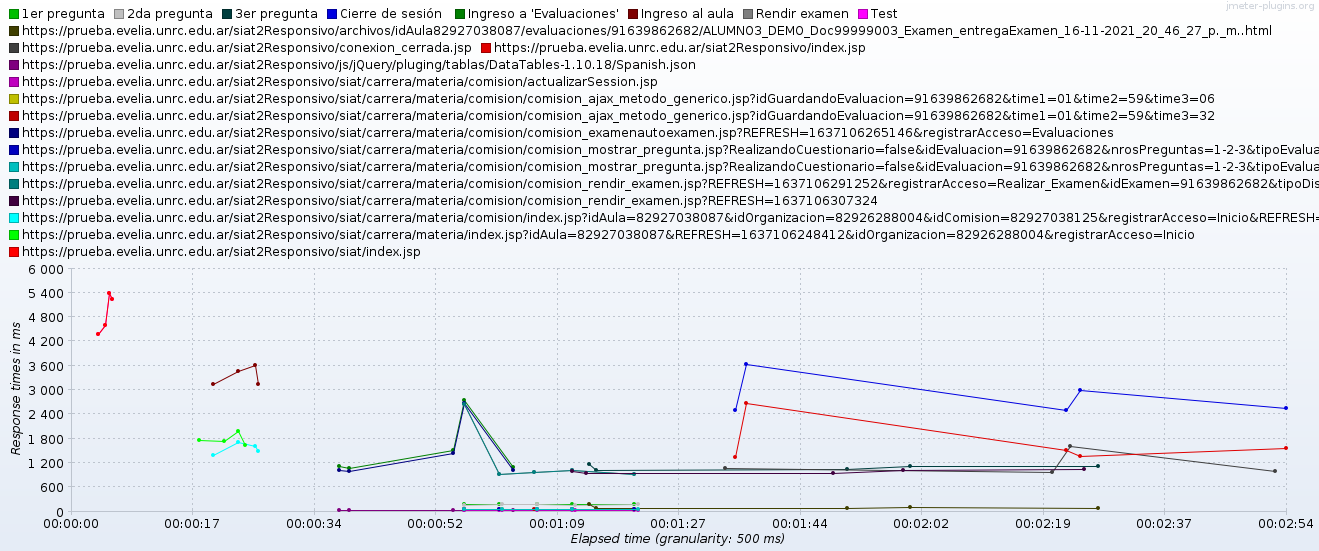 jmeter-plugins.org
1er pregunta 2da pregunta 3er pregunta Cierre de sesión Ingreso a 'Evaluaciones' Ingreso al aula Rendir examen Test
https://prueba.evelia.unrc.edu.ar/siat2Responsivo/archivos/idAula82927038087/evaluaciones/91639862682/ALUMNO3_DEMO_Doc99999003_Examen_entregaExamen_16-11-2021_20_46_27_p._m..html
https://prueba.evelia.unrc.edu.ar/siat2Responsivo/conexion_cerrada.jsp https://prueba.evelia.unrc.edu.ar/siat2Responsivo/index.jsp
https://prueba.evelia.unrc.edu.ar/siat2Responsivo/js/jQuery/pluging/tablas/DataTables-1.10.18/Spanish.json
https://prueba.evelia.unrc.edu.ar/siat2Responsivo/siat/carrera/materia/comision/actualizarSession.jsp
https://prueba.evelia.unrc.edu.ar/siat2Responsivo/siat/carrera/materia/comision/comision_ajax_metodo_generico.jsp?idGuardandoEvaluacion=91639862682&time1=01&time2=59&time3=06
https://prueba.evelia.unrc.edu.ar/siat2Responsivo/siat/carrera/materia/comision/comision_ajax_metodo_generico.jsp?idGuardandoEvaluacion=91639862682&time1=01&time2=59&time3=32
https://prueba.evelia.unrc.edu.ar/siat2Responsivo/siat/carrera/materia/comision/comision_examenautoexamen.jsp?REFRESH=1637106265146&registrarAcceso=Evaluaciones
https://prueba.evelia.unrc.edu.ar/siat2Responsivo/siat/carrera/materia/comision/comision_mostrar_pregunta.jsp?RealizandoCuestionario=false&idEvaluacion=91639862682&nrosPreguntas=1-2-3&tipoEvalua
https://prueba.evelia.unrc.edu.ar/siat2Responsivo/siat/carrera/materia/comision/comision_mostrar_pregunta.jsp?RealizandoCuestionario=false&idEvaluacion=91639862682&nrosPreguntas=1-2-3&tipoEvalua
https://prueba.evelia.unrc.edu.ar/siat2Responsivo/siat/carrera/materia/comision/comision_rendir_examen.jsp?REFRESH=1637106291252&registrarAcceso=Realizar_Examen&idExamen=91639862682&tipoDis
https://prueba.evelia.unrc.edu.ar/siat2Responsivo/siat/carrera/materia/comision/comision_rendir_examen.jsp?REFRESH=1637106307324
https://prueba.evelia.unrc.edu.ar/siat2Responsivo/siat/carrera/materia/comision/index.jsp?idAula=82927038087&idOrganizacion=82926288004&idComision=82927038125&registrarAcceso=Inicio&REFRESH=
https://prueba.evelia.unrc.edu.ar/siat2Responsivo/siat/carrera/materia/index.jsp?idAula=82927038087&REFRESH=1637106248412&idOrganizacion=82926288004&registrarAcceso=Inicio
https://prueba.evelia.unrc.edu.ar/siat2Responsivo/siat/index.jsp
6 000
5 400
4 800
4 200
3 600
3 000
2 400
1 800
1 200
600
0
Response times in ms
00:00:00 00:00:17 00:00:34 00:00:52 00:01:09 00:01:27 00:01:44 00:02:02 00:02:19 00:02:37 00:02:54
Elapsed time (granularity: 500 ms)